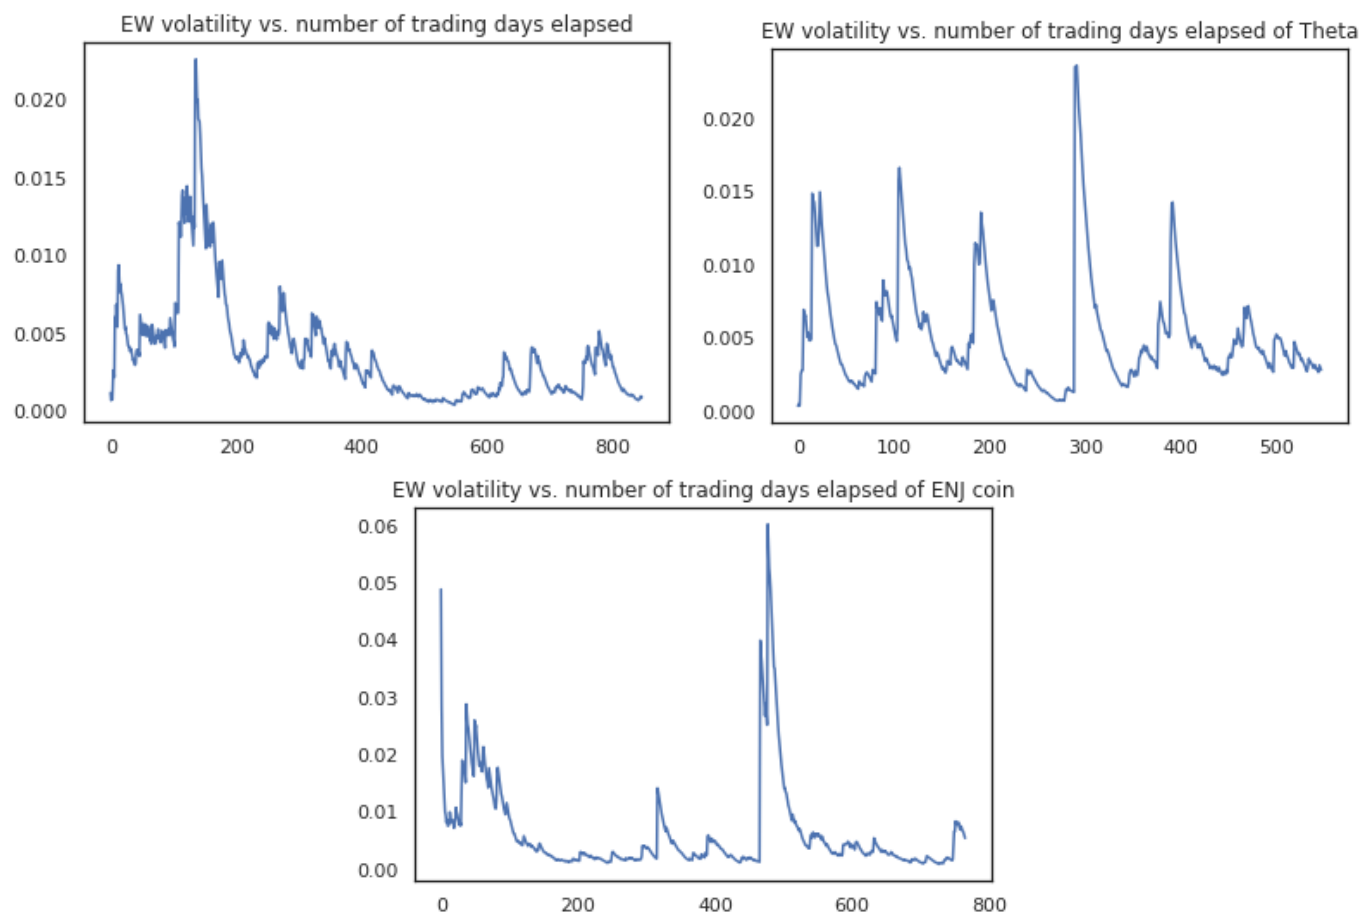 EW volatility vs. number of trading days elapsed
0.020
0.015
0.010
0.005
0.000
0 200 400 600 800
EW volatility vs. number of trading days elapsed of Theta
0.020
0.015
0.010
0.005
0.000
0 100 200 300 400 500
EW volatility vs. number of trading days elapsed of ENJ coin
0.06
0.05
0.04
0.03
0.02
0.01
0.00
0 200 400 600 800